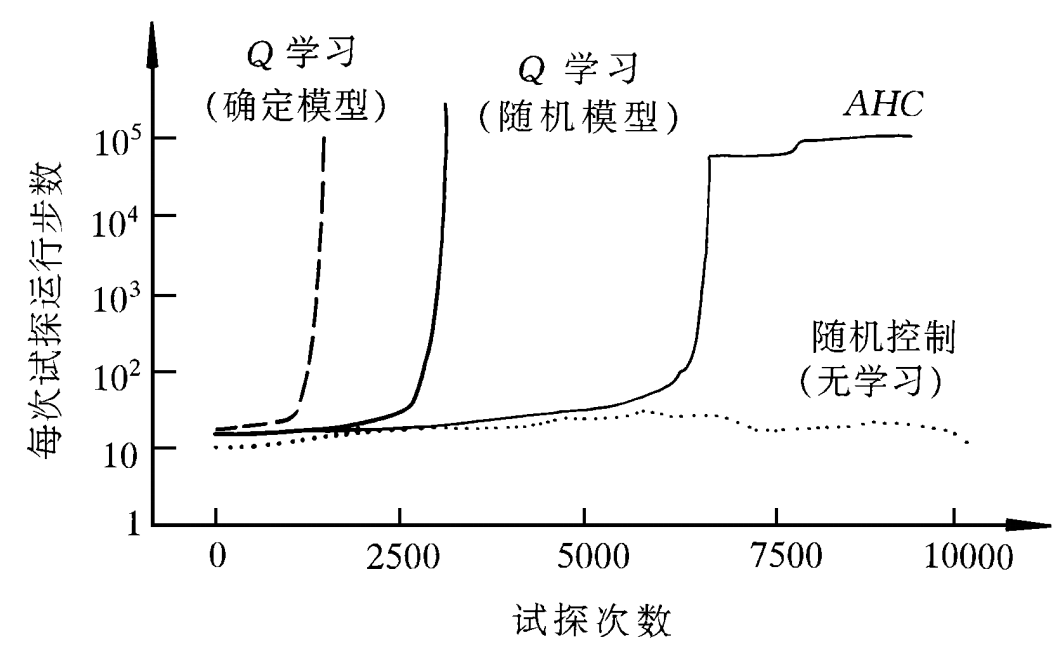 Q 学习
(确定模型)
Q 学习
(随机模型)
AHC
随机控制
(无学习)
每次试探运行步数
10⁵
10⁴
10³
10²
10
1
0
2500
5000
7500
10000
试探次数